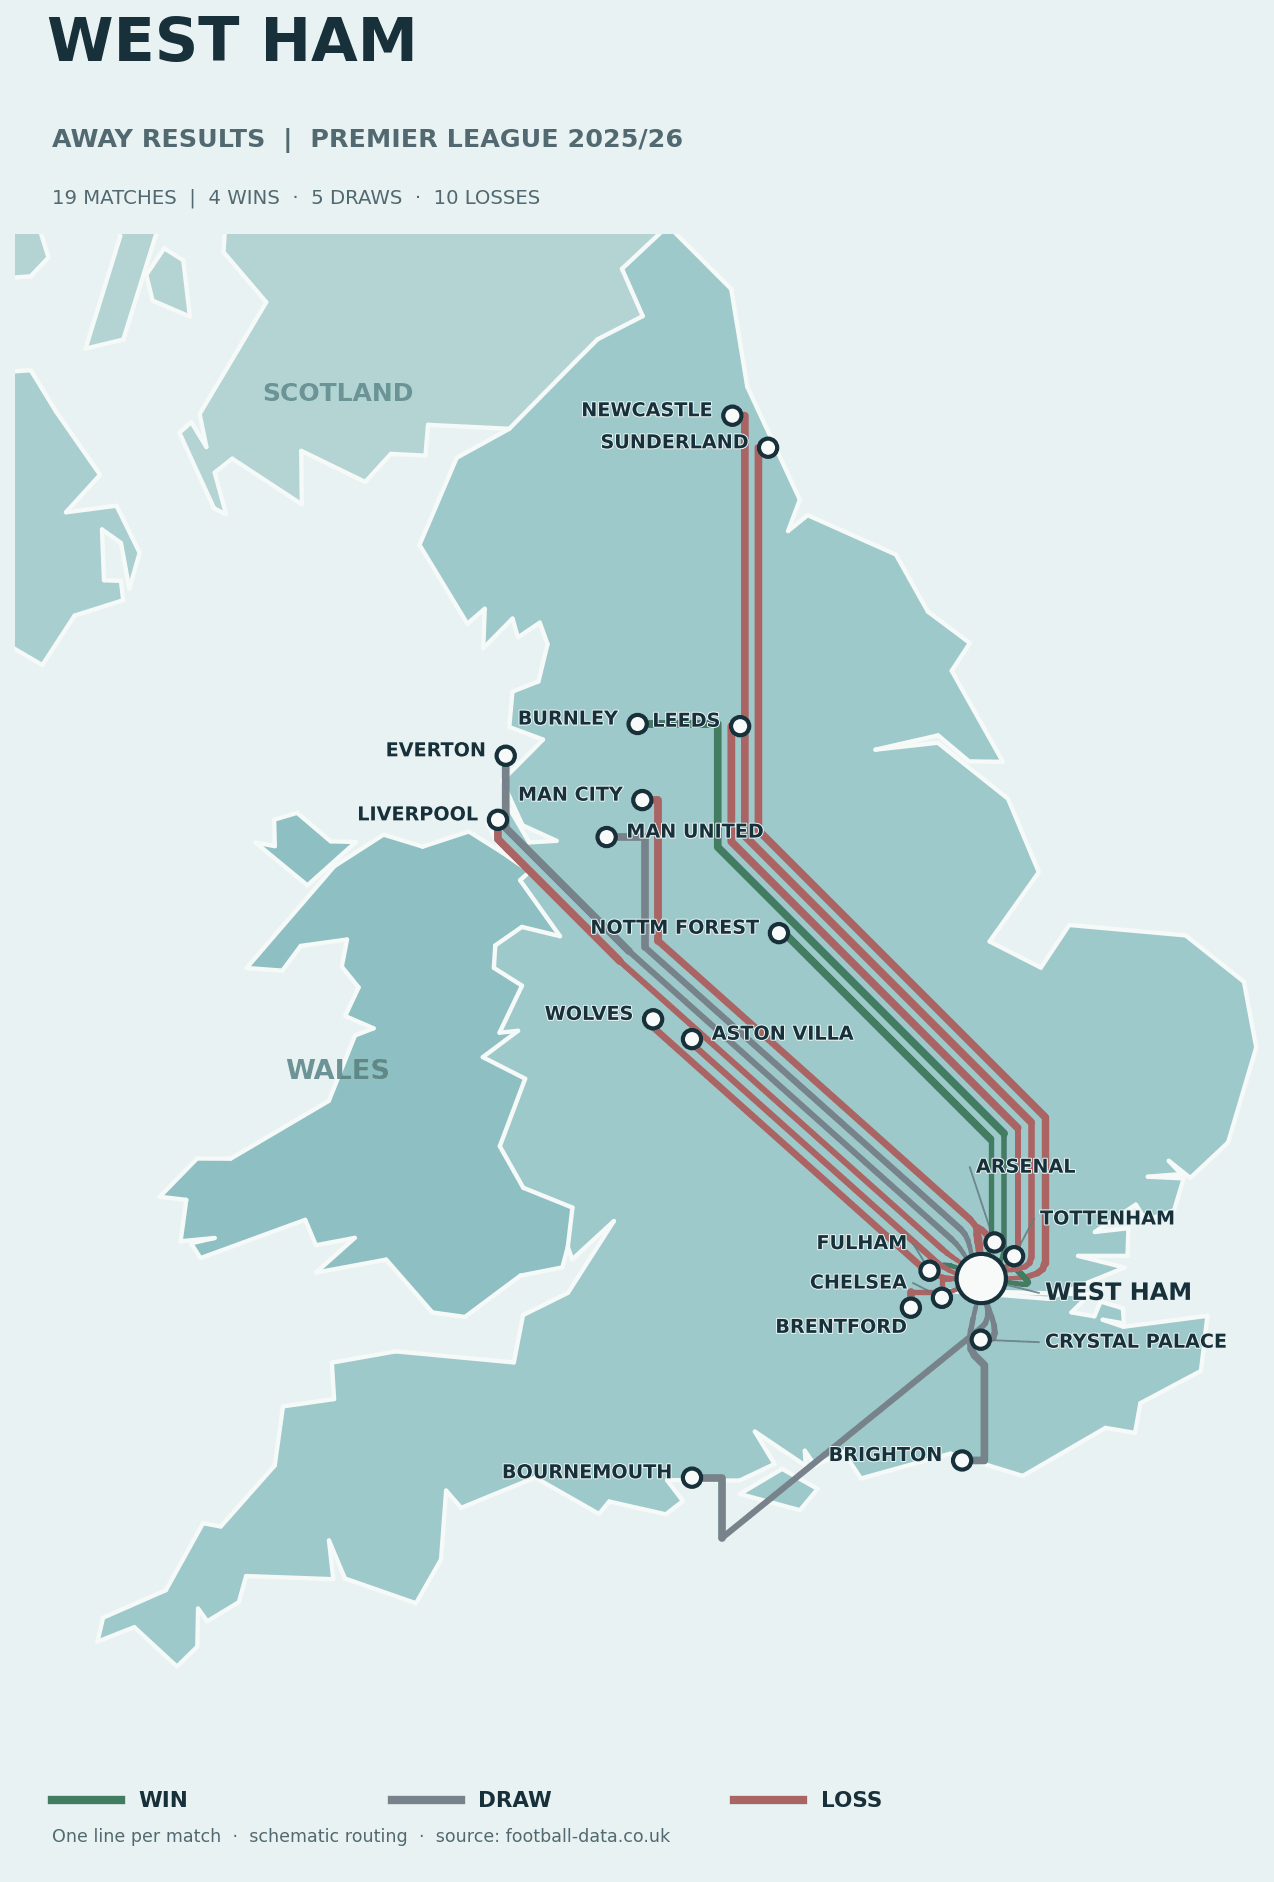 WEST HAM
AWAY RESULTS | PREMIER LEAGUE 2025/26
19 MATCHES | 4 WINS · 5 DRAWS · 10 LOSSES
SCOTLAND
NEWCASTLE
SUNDERLAND
BURNLEY
LEEDS
EVERTON
MAN CITY
LIVERPOOL
MAN UNITED
NOTTM FOREST
WOLVES
ASTON VILLA
WALES
ARSENAL
TOTTENHAM
FULHAM
CHELSEA
WEST HAM
BRENTFORD
CRYSTAL PALACE
BRIGHTON
BOURNEMOUTH
WIN
DRAW
LOSS
One line per match · schematic routing · source: football-data.co.uk